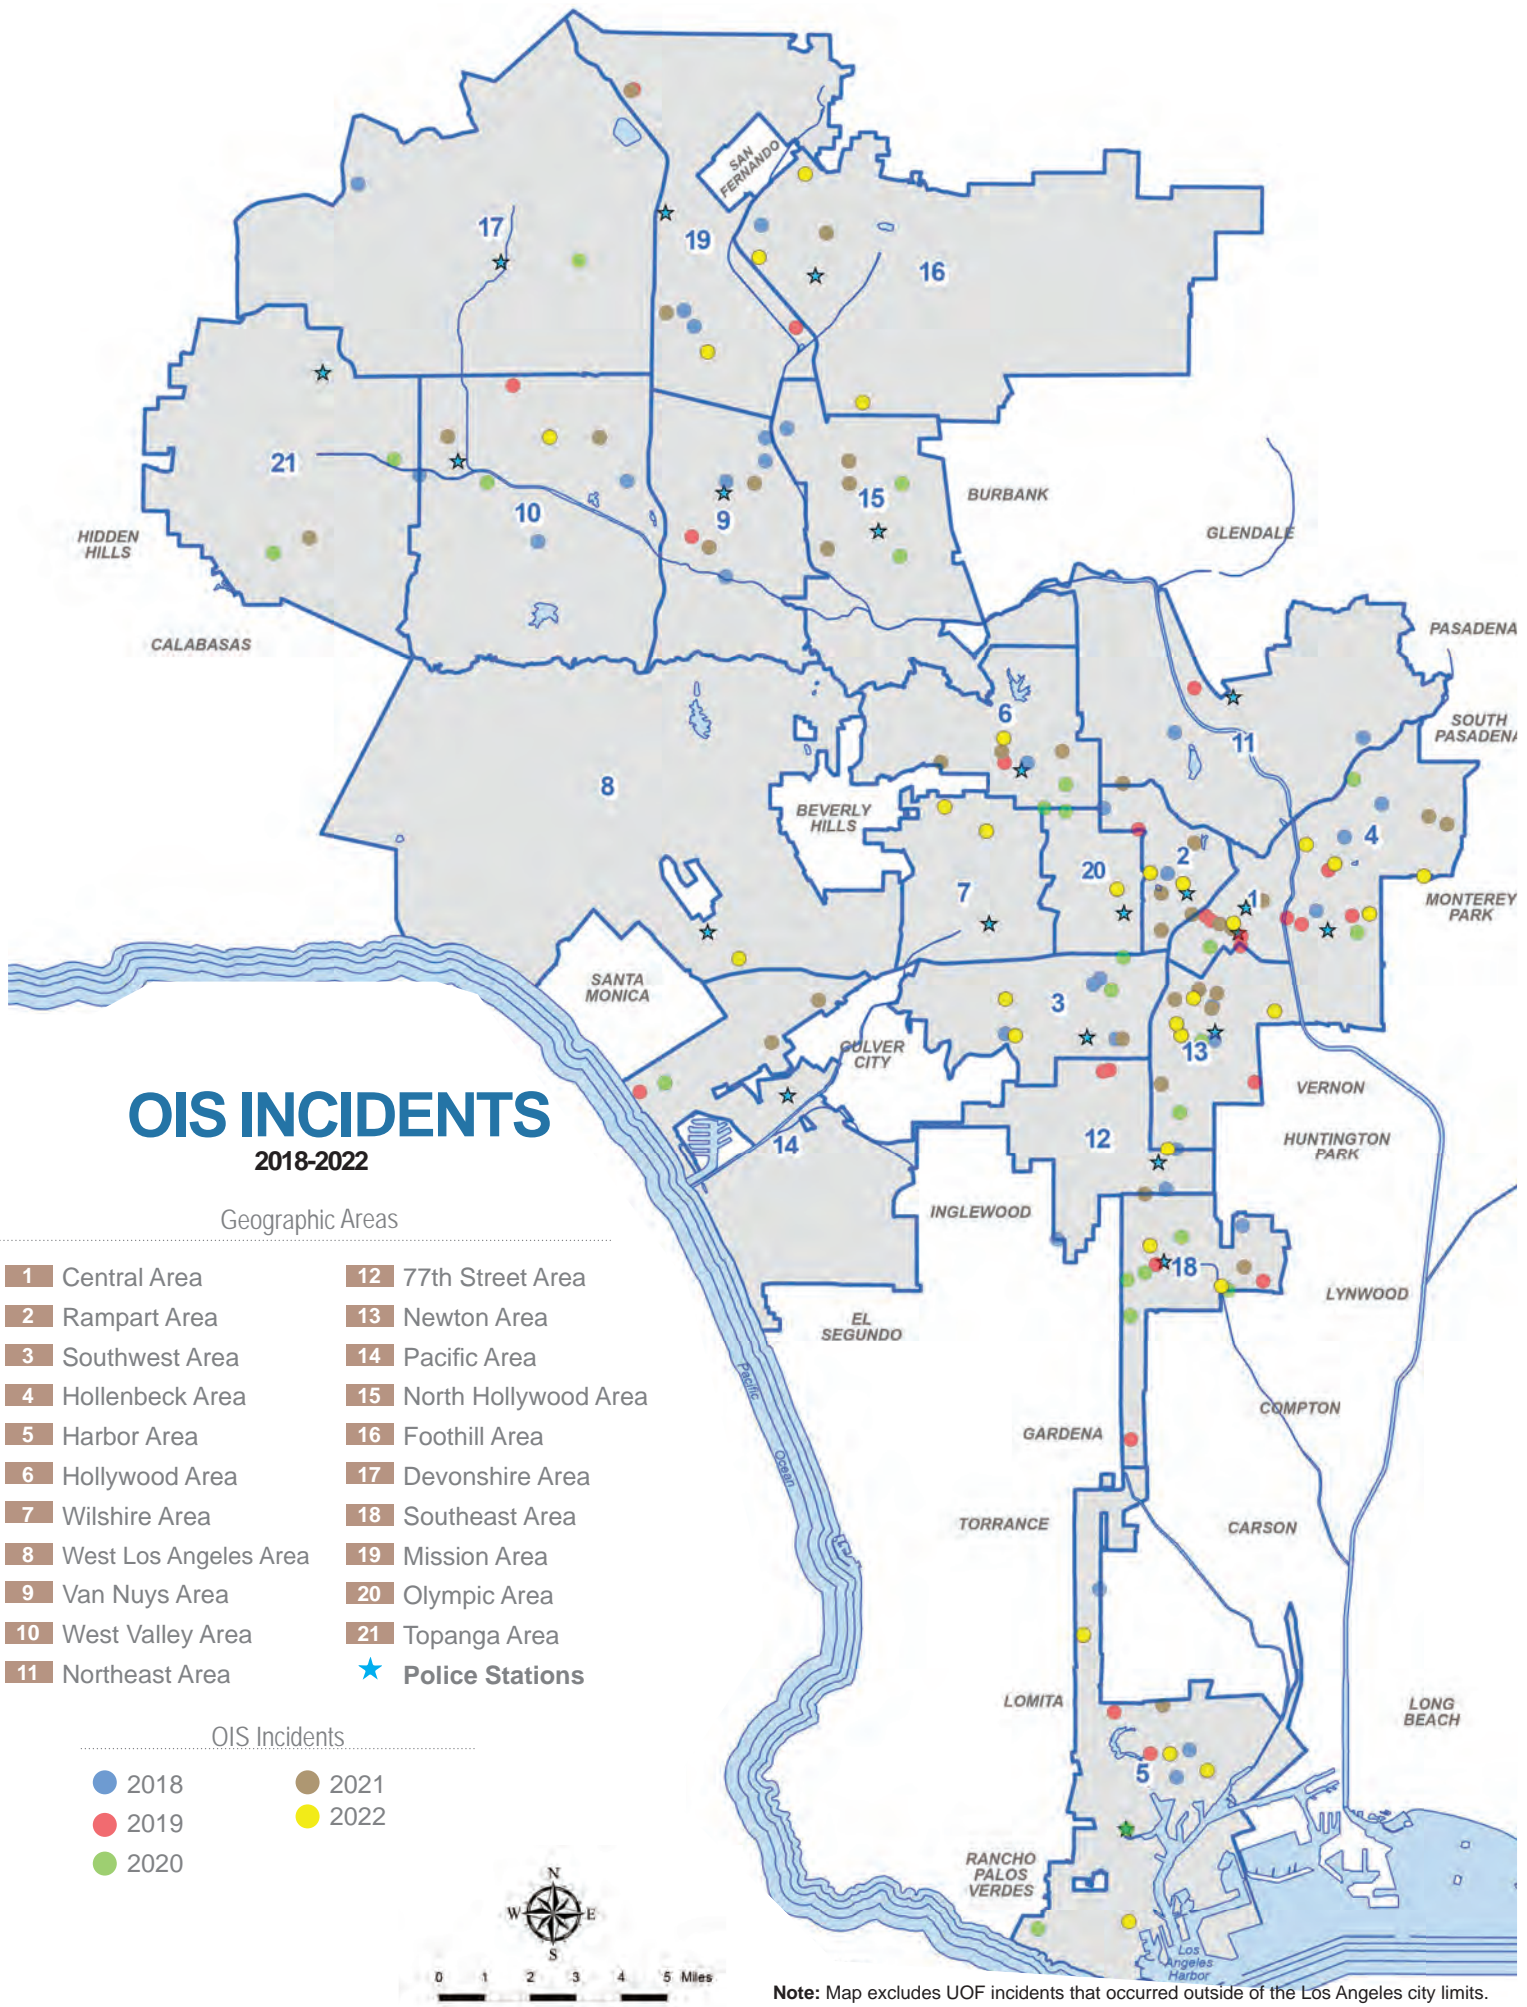 SAN
FERNANDO
17
19
16
21
10
9
15
BURBANK
GLENDALE
HIDDEN
HILLS
CALABASAS
PASADENA
SOUTH
PASADENA
6
11
8
BEVERLY
HILLS
4
2
20
7
1
MONTEREY
PARK
SANTA
MONICA
3
CULVER
CITY
13
VERNON
14
12
HUNTINGTON
PARK
INGLEWOOD
18
LYNWOOD
EL
SEGUNDO
Pacific
Ocean
COMPTON
GARDENA
TORRANCE
CARSON
LOMITA
LONG
BEACH
5
RANCHO
PALOS
VERDES
Los
Angeles
Harbor
OIS INCIDENTS
2018-2022
Geographic Areas
1 Central Area
2 Rampart Area
3 Southwest Area
4 Hollenbeck Area
5 Harbor Area
6 Hollywood Area
7 Wilshire Area
8 West Los Angeles Area
9 Van Nuys Area
10 West Valley Area
11 Northeast Area
12 77th Street Area
13 Newton Area
14 Pacific Area
15 North Hollywood Area
16 Foothill Area
17 Devonshire Area
18 Southeast Area
19 Mission Area
20 Olympic Area
21 Topanga Area
Police Stations
OIS Incidents
2018
2019
2020
2021
2022
N
W E
S
0 1 2 3 4 5 Miles
Note: Map excludes UOF incidents that occurred outside of the Los Angeles city limits.